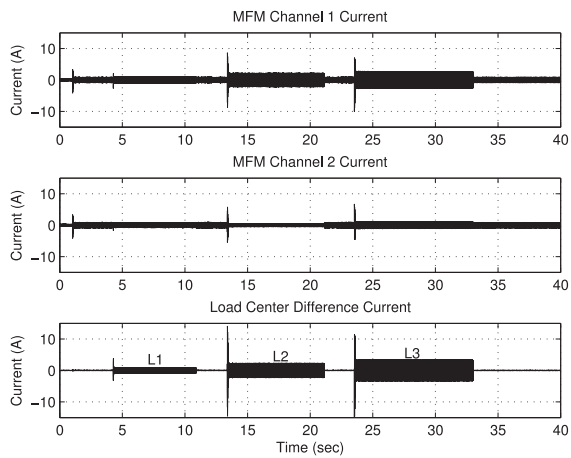 MFM Channel 1 Current
10
0
−10
Current (A)
0 5 10 15 20 25 30 35 40
MFM Channel 2 Current
10
0
−10
Current (A)
0 5 10 15 20 25 30 35 40
Load Center Difference Current
10
0
−10
Current (A)
L1
L2
L3
0 5 10 15 20 25 30 35 40
Time (sec)